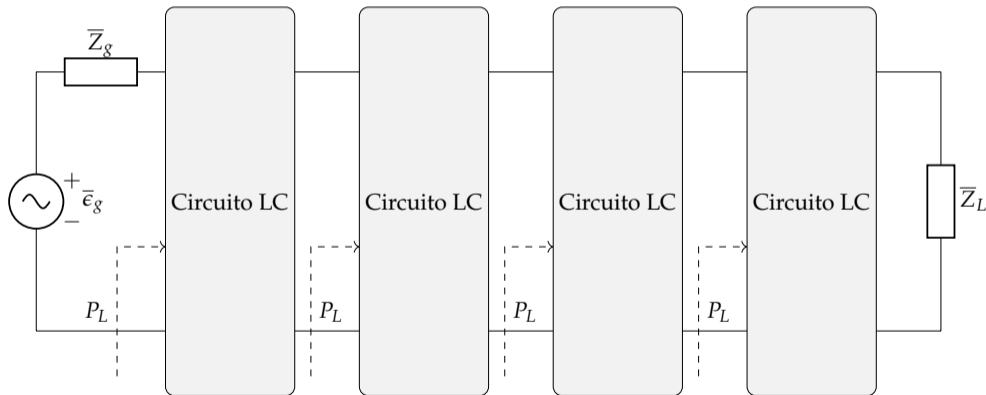 Z̅g
+
ϵ̅g
−
Circuito LC
Circuito LC
Circuito LC
Circuito LC
Z̅L
PL
PL
PL
PL